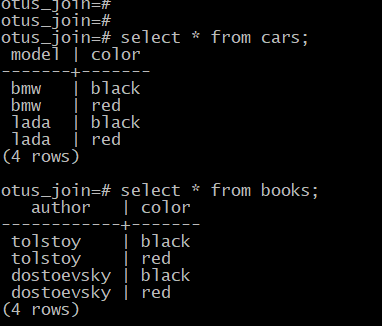 otus_join=#
otus_join=#
otus_join=# select * from cars;
 model | color
-------+-------
 bmw   | black
 bmw   | red
 lada  | black
 lada  | red
(4 rows)

otus_join=# select * from books;
   author    | color
-------------+-------
 tolstoy     | black
 tolstoy     | red
 dostoevsky  | black
 dostoevsky  | red
(4 rows)